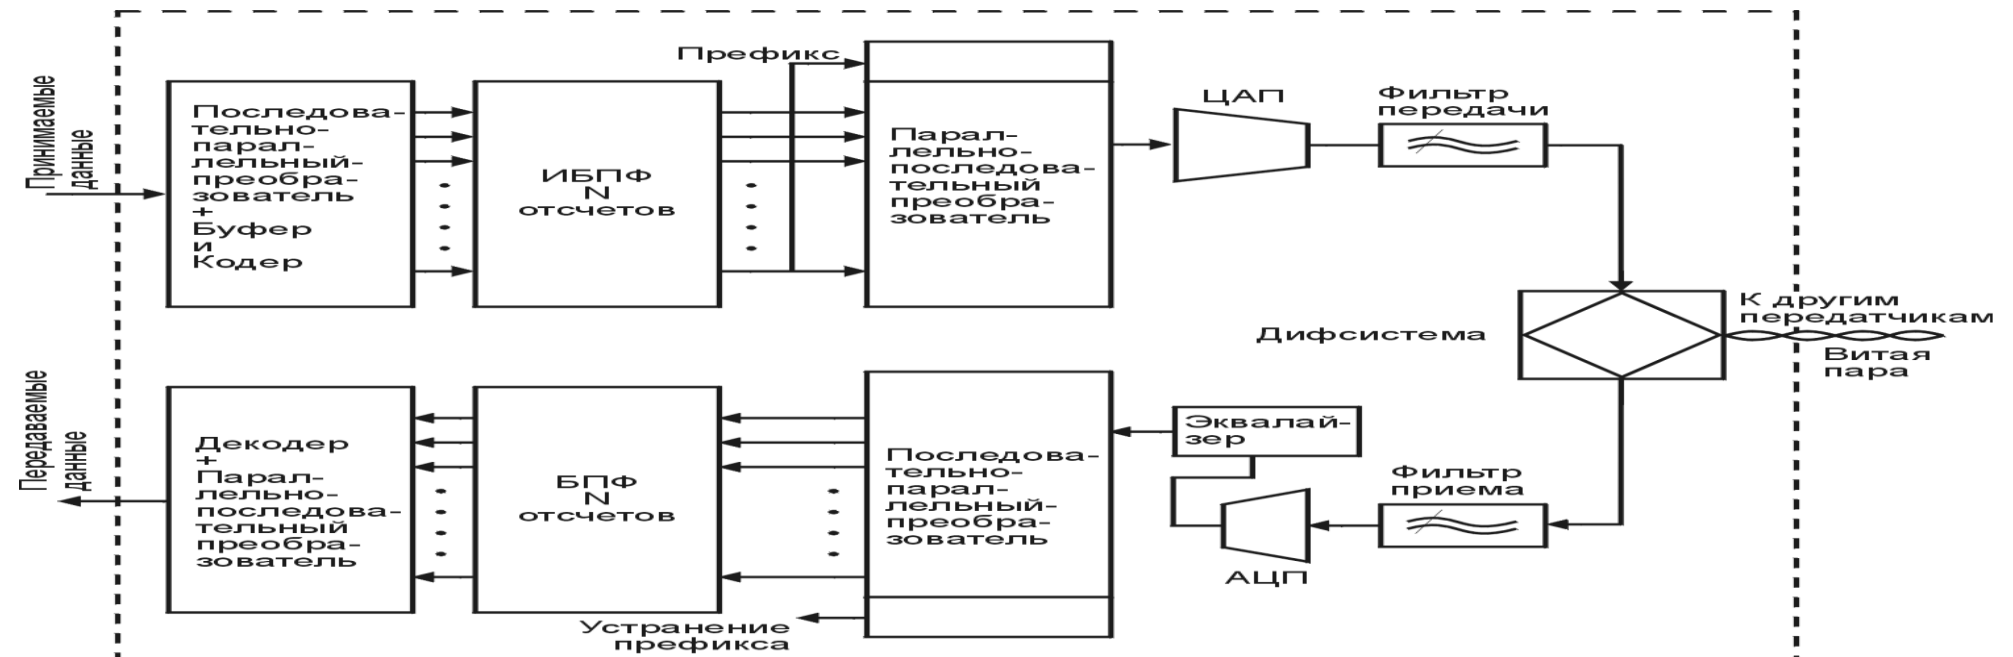 Принимаемые
данные
Последова-
тельно-
парал-
лельный-
преобра-
зователь
+
Буфер
и
Кодер
ИБПФ
N
отсчетов
Префикс
Парал-
лельно-
последова-
тельный
преобра-
зователь
ЦАП
Фильтр
передачи
Дифсистема
К другим
передатчикам
Витая
пара
Передаваемые
данные
Декодер
+
Парал-
лельно-
последова-
тельный
преобра-
зователь
БПФ
N
отсчетов
Последова-
тельно-
парал-
лельный-
преобра-
зователь
Устранение
префикса
Эквалай-
зер
АЦП
Фильтр
приема